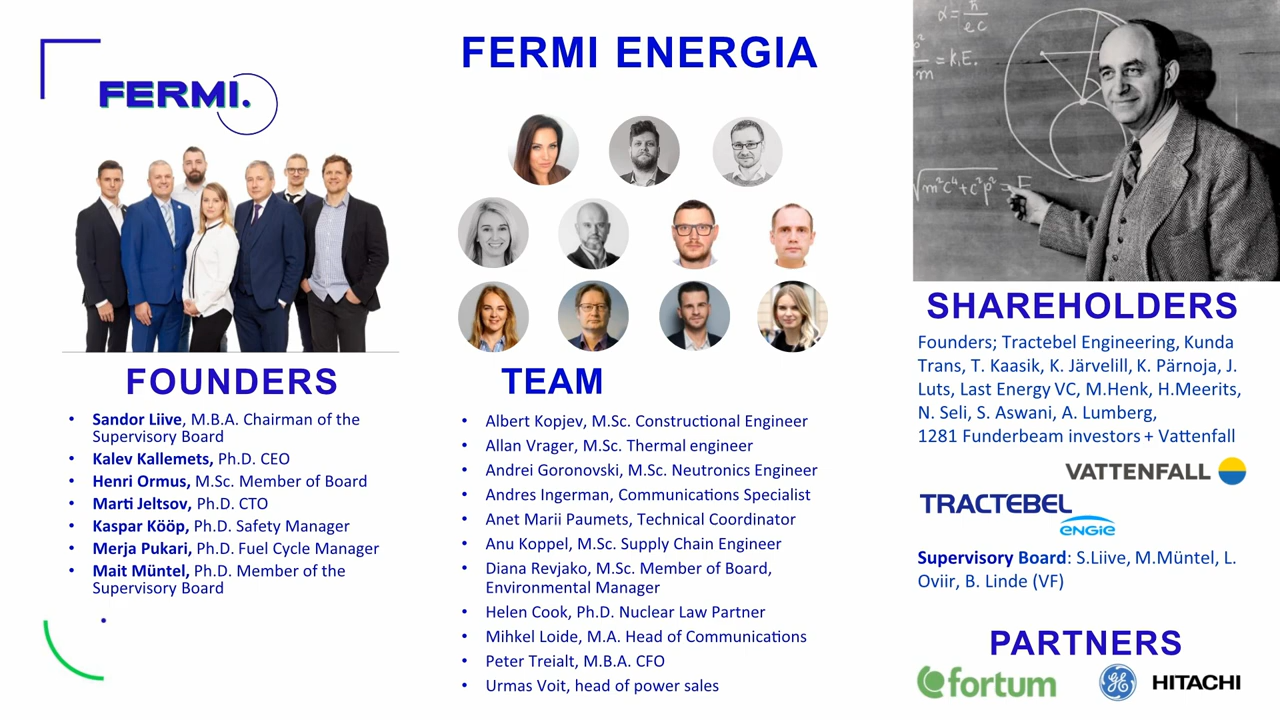 FERMI.
FOUNDERS
• Sandor Liive, M.B.A. Chairman of the
Supervisory Board
• Kalev Kallemets, Ph.D. CEO
• Henri Ormus, M.Sc. Member of Board
• Marti Jeltsov, Ph.D. CTO
• Kaspar Kööp, Ph.D. Safety Manager
• Merja Pukari, Ph.D. Fuel Cycle Manager
• Mait Müntel, Ph.D. Member of the
Supervisory Board
•
FERMI ENERGIA
TEAM
• Albert Kopjev, M.Sc. Constructional Engineer
• Allan Vrager, M.Sc. Thermal engineer
• Andrei Goronovski, M.Sc. Neutronics Engineer
• Andres Ingerman, Communications Specialist
• Anet Marii Paumets, Technical Coordinator
• Anu Koppel, M.Sc. Supply Chain Engineer
• Diana Revjako, M.Sc. Member of Board,
Environmental Manager
• Helen Cook, Ph.D. Nuclear Law Partner
• Mihkel Loide, M.A. Head of Communications
• Peter Treialt, M.B.A. CFO
• Urmas Voit, head of power sales
α = ħ
ec
= k.E.
m
√m²c⁴+c²p² = E
SHAREHOLDERS
Founders; Tractebel Engineering, Kunda
Trans, T. Kaasik, K. Järvelill, K. Pärnoja, J.
Luts, Last Energy VC, M.Henk, H.Meerits,
N. Seli, S. Aswani, A. Lumberg,
1281 Funderbeam investors + Vattenfall
VATTENFALL
TRACTEBEL
ENGIE
Supervisory Board: S.Liive, M.Müntel, L.
Oviir, B. Linde (VF)
PARTNERS
fortum
GE HITACHI